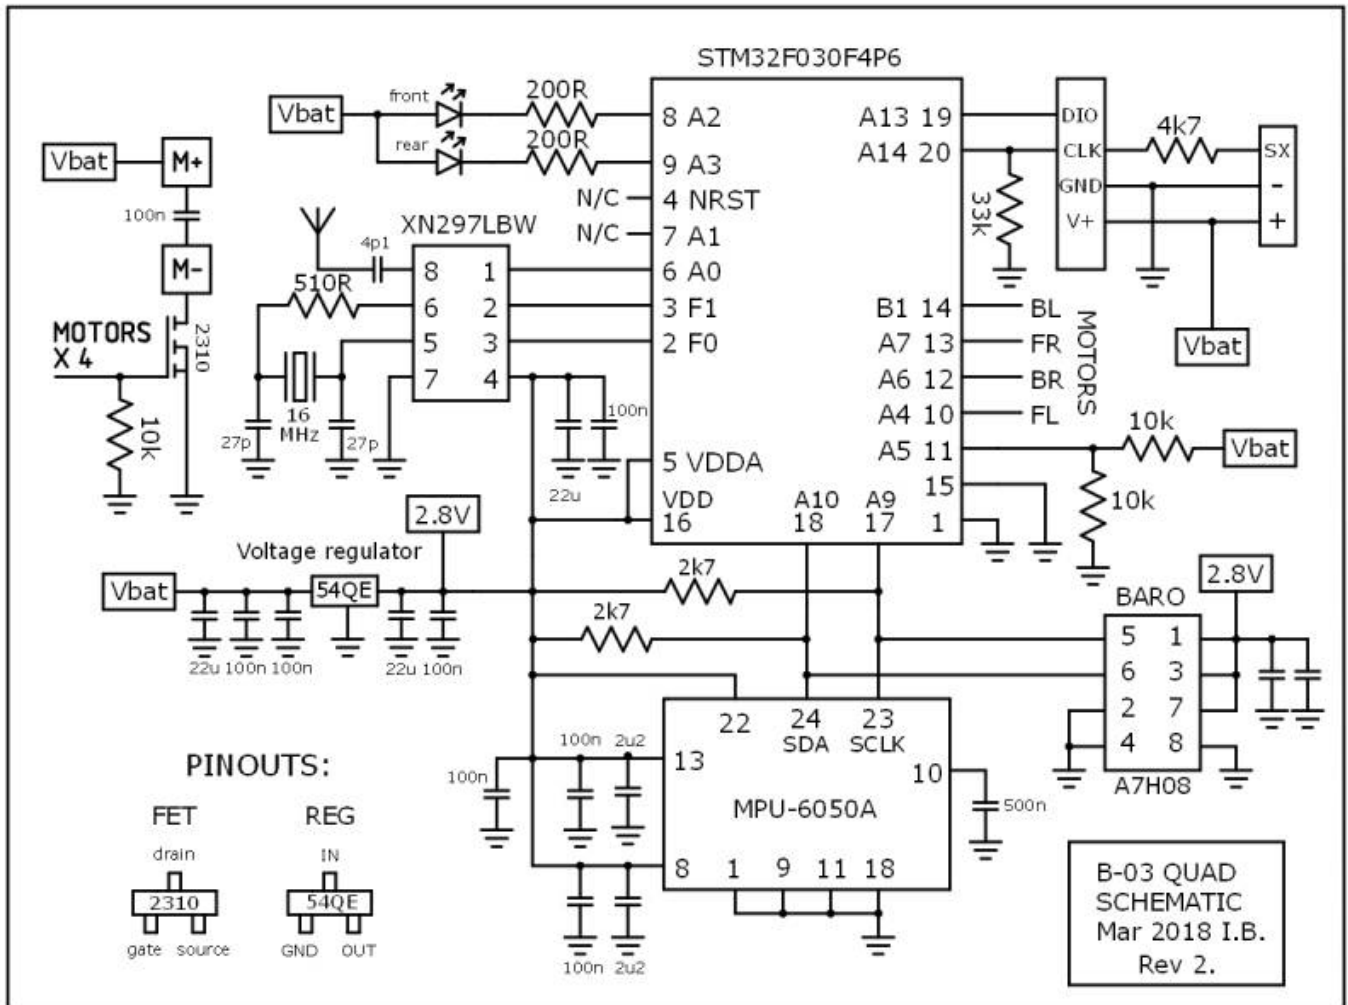 STM32F030F4P6
Vbat
front
200R
8 A2
A13 19
DIO
4k7
SX
rear
200R
9 A3
A14 20
CLK
Vbat
M+
N/C
4 NRST
33k
GND
-
100n
XN297LBW
N/C
7 A1
V+
+
M-
4p1
8
1
6 A0
510R
6
2
3 F1
B1 14
BL
MOTORS
X 4
2310
5
3
2 F0
A7 13
FR
MOTORS
Vbat
7
4
A6 12
BR
10k
27p
16
MHz
27p
100n
A4 10
FL
22u
5 VDDA
A5 11
10k
Vbat
VDD
16
A10
18
A9
17
15
1
10k
2.8V
Voltage regulator
Vbat
54QE
2k7
2k7
2.8V
BARO
22u 100n 100n
22u 100n
5
1
6
3
2
7
4
8
A7H08
22
24
SDA
23
SCLK
100n
100n
2u2
13
10
500n
MPU-6050A
8
1
9
11
18
100n
2u2
PINOUTS:
FET
REG
drain
IN
2310
54QE
gate
source
GND
OUT
B-03 QUAD
SCHEMATIC
Mar 2018 I.B.
Rev 2.